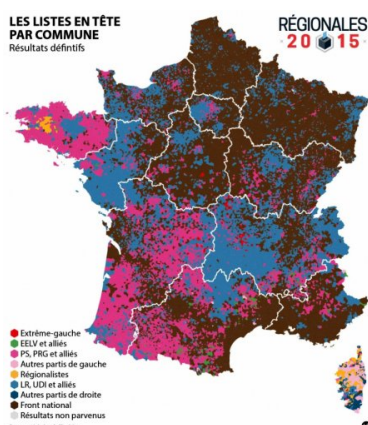 LES LISTES EN TÊTE
PAR COMMUNE
Résultats défintifs
RÉGIONALES
2015
Extrême-gauche
EELV et alliés
PS, PRG et alliés
Autres partis de gauche
Régionalistes
LR, UDI et alliés
Autres partis de droite
Front national
Résultats non parvenus